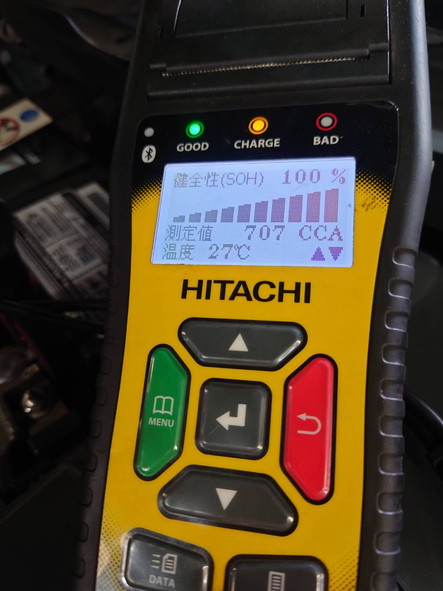 GOOD
CHARGE
BAD
健全性(SOH) 100 %
測定値 707 CCA
温度 27℃
HITACHI
MENU
DATA